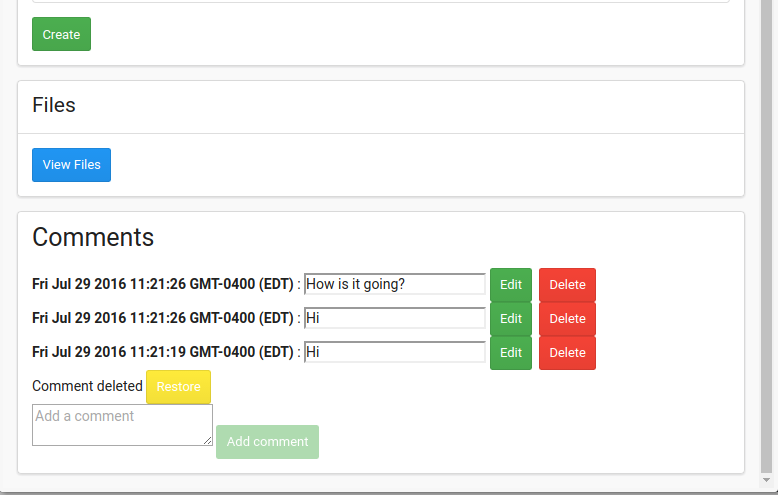 Create
Files
View Files
Comments
Fri Jul 29 2016 11:21:26 GMT-0400 (EDT) : How is it going? Edit Delete
Fri Jul 29 2016 11:21:26 GMT-0400 (EDT) : Hi Edit Delete
Fri Jul 29 2016 11:21:19 GMT-0400 (EDT) : Hi Edit Delete
Comment deleted Restore
Add a comment
Add comment